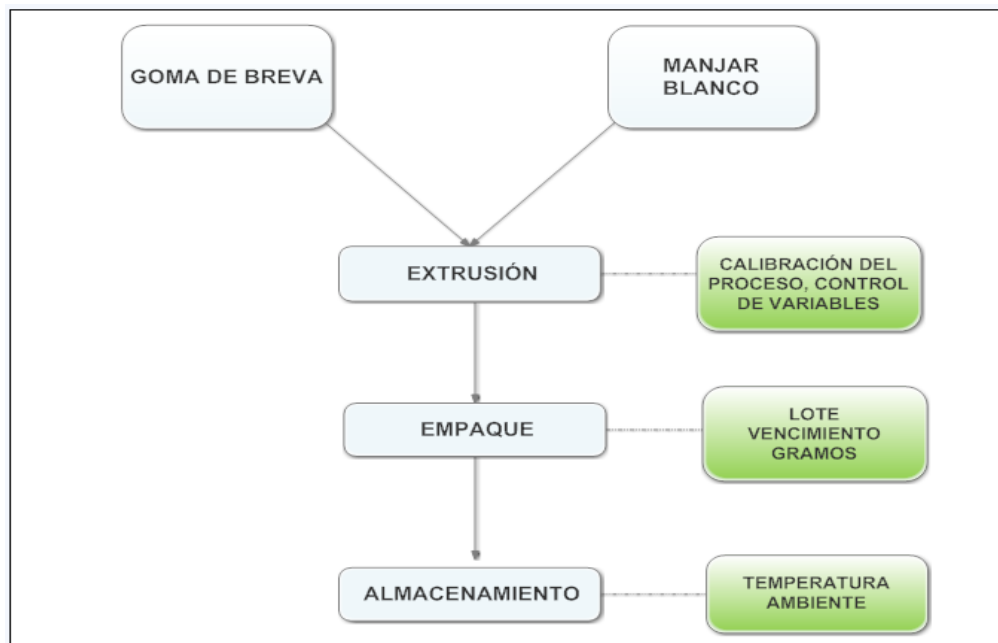 GOMA DE BREVA
MANJAR
BLANCO
EXTRUSIÓN
CALIBRACIÓN DEL
PROCESO, CONTROL
DE VARIABLES
EMPAQUE
LOTE
VENCIMIENTO
GRAMOS
ALMACENAMIENTO
TEMPERATURA
AMBIENTE